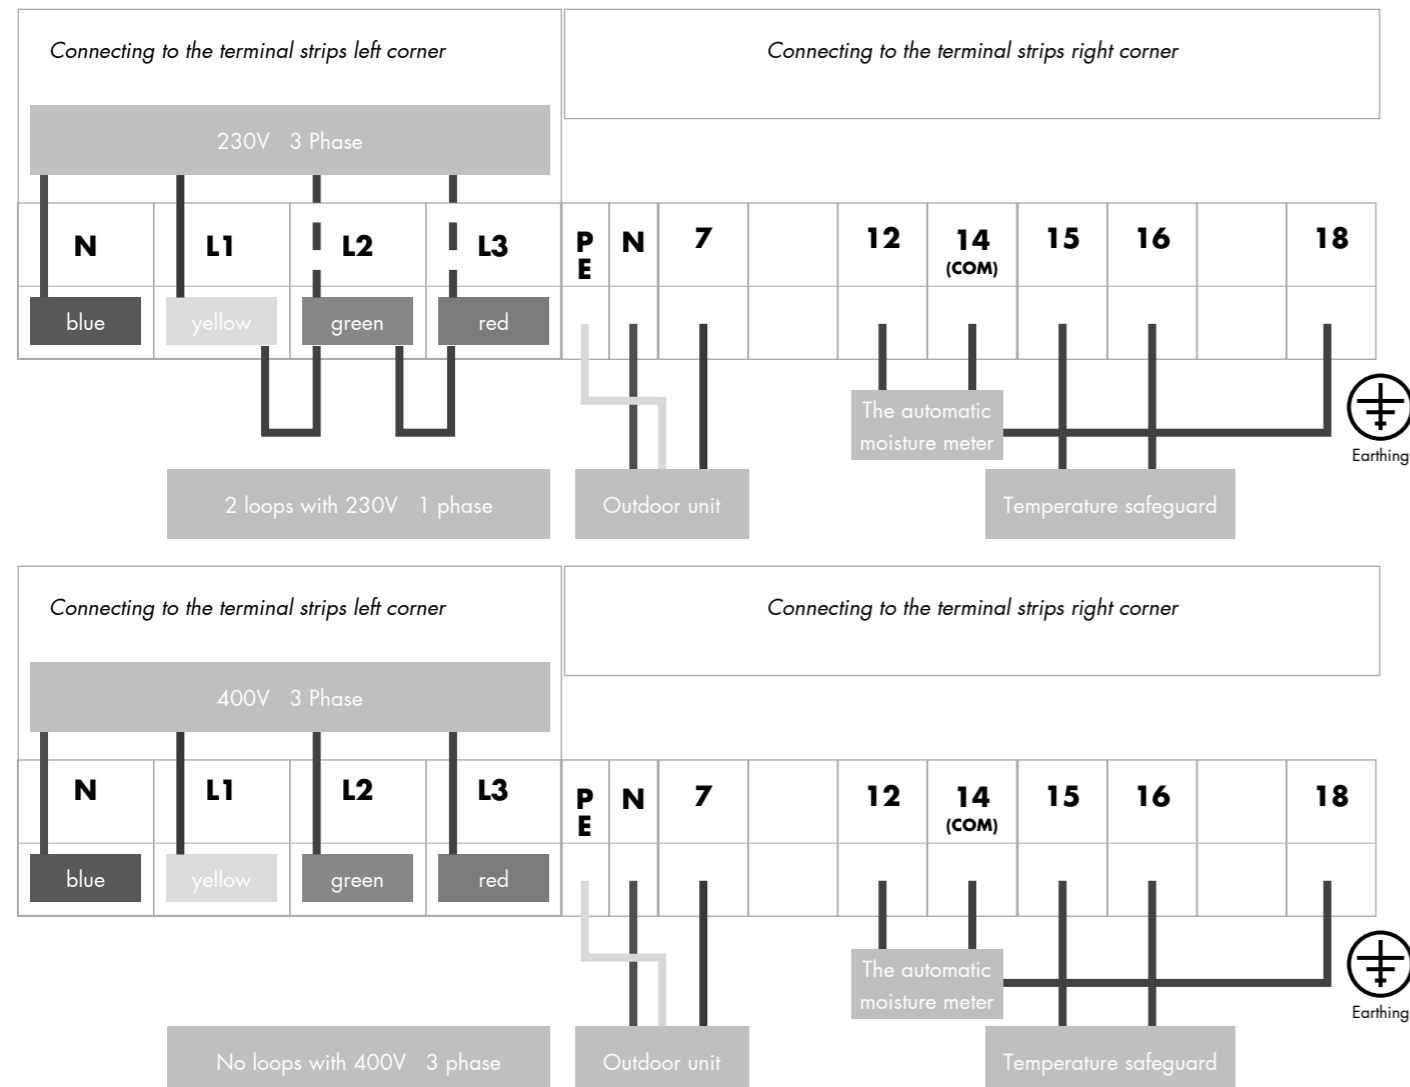 Connecting to the terminal strips left corner
Connecting to the terminal strips right corner
230V 3 Phase
N L1 L2 L3 PE N 7 12 14 15 16 18
(COM)
blue yellow green red
The automatic
moisture meter
Earthing
2 loops with 230V 1 phase
Outdoor unit
Temperature safeguard
Connecting to the terminal strips left corner
Connecting to the terminal strips right corner
400V 3 Phase
N L1 L2 L3 PE N 7 12 14 15 16 18
(COM)
blue yellow green red
The automatic
moisture meter
Earthing
No loops with 400V 3 phase
Outdoor unit
Temperature safeguard